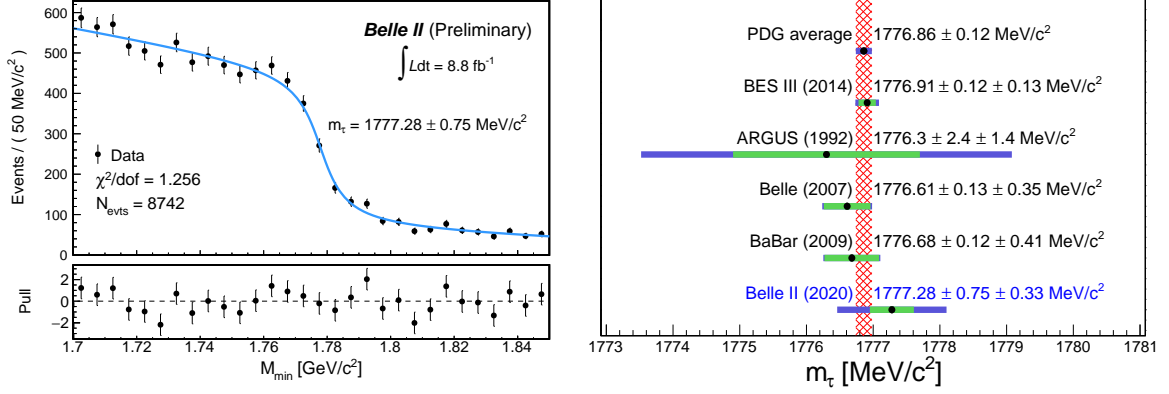 Belle II (Preliminary)
∫ Ldt = 8.8 fb⁻¹
m_τ = 1777.28 ± 0.75 MeV/c²
Data
χ²/dof = 1.256
N_evts = 8742
Events / ( 50 MeV/c² )
600
500
400
300
200
100
0
Pull
2
0
−2
1.7 1.72 1.74 1.76 1.78 1.8 1.82 1.84
M_min [GeV/c²]
PDG average 1776.86 ± 0.12 MeV/c²
BES III (2014) 1776.91 ± 0.12 ± 0.13 MeV/c²
ARGUS (1992) 1776.3 ± 2.4 ± 1.4 MeV/c²
Belle (2007) 1776.61 ± 0.13 ± 0.35 MeV/c²
BaBar (2009) 1776.68 ± 0.12 ± 0.41 MeV/c²
Belle II (2020) 1777.28 ± 0.75 ± 0.33 MeV/c²
1773 1774 1775 1776 1777 1778 1779 1780 1781
m_τ [MeV/c²]